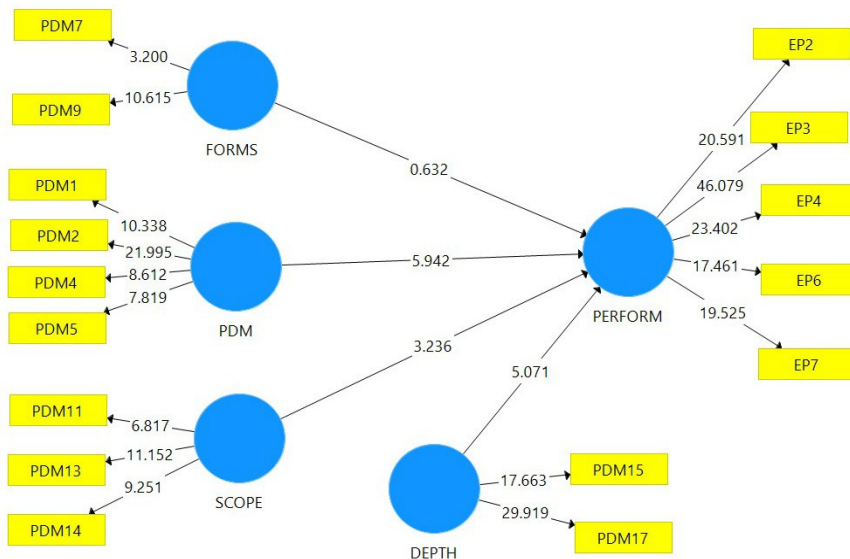 PDM7
3.200
10.615
PDM9
FORMS
0.632
PDM1
10.338
PDM2
21.995
PDM4
8.612
PDM5
7.819
PDM
5.942
PDM11
6.817
PDM13
11.152
PDM14
9.251
SCOPE
3.236
5.071
DEPTH
17.663
PDM15
29.919
PDM17
PERFORM
EP2
20.591
EP3
46.079
EP4
23.402
EP6
17.461
EP7
19.525